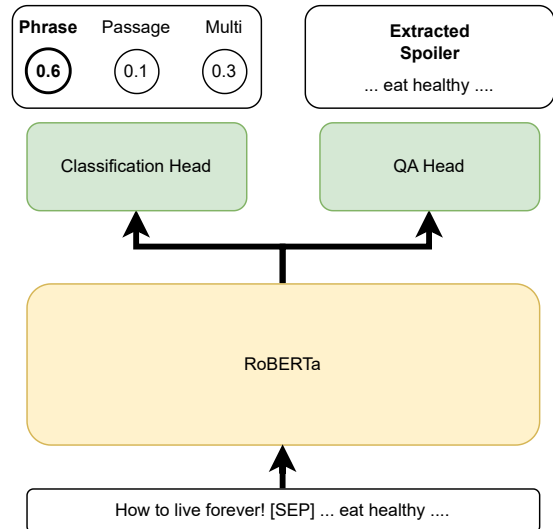 Phrase Passage Multi
0.6 0.1 0.3
Extracted
Spoiler
... eat healthy ....
Classification Head
QA Head
RoBERTa
How to live forever! [SEP] ... eat healthy ....